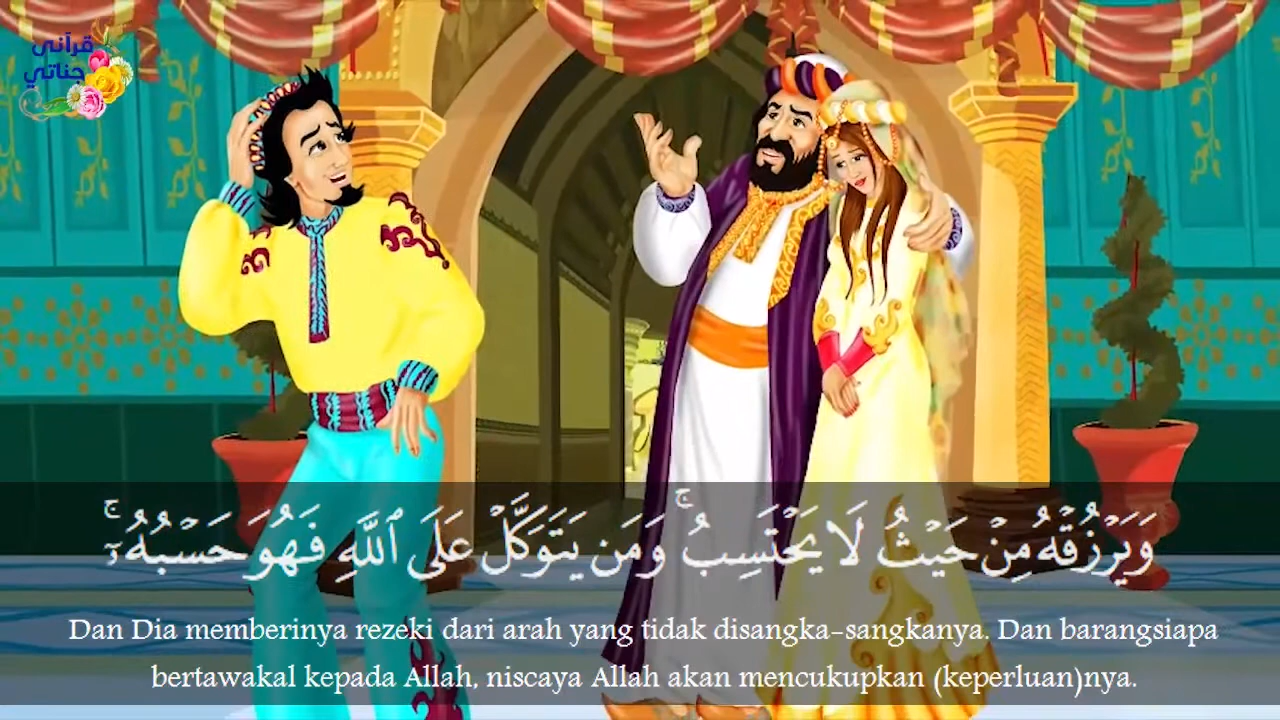 قرآني
جناتي
وَيَرْزُقْهُ مِنْ حَيْثُ لَا يَحْتَسِبُ ۚ وَمَن يَتَوَكَّلْ عَلَى ٱللَّهِ فَهُوَ حَسْبُهُۥٓ ۚ
Dan Dia memberinya rezeki dari arah yang tidak disangka-sangkanya. Dan barangsiapa
bertawakal kepada Allah, niscaya Allah akan mencukupkan (keperluan)nya.